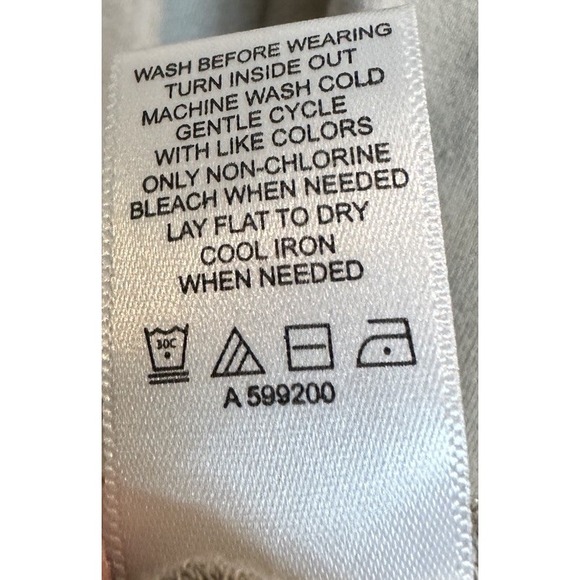 WASH BEFORE WEARING
TURN INSIDE OUT
MACHINE WASH COLD
GENTLE CYCLE
WITH LIKE COLORS
ONLY NON-CHLORINE
BLEACH WHEN NEEDED
LAY FLAT TO DRY
COOL IRON
WHEN NEEDED
30C
A 599200